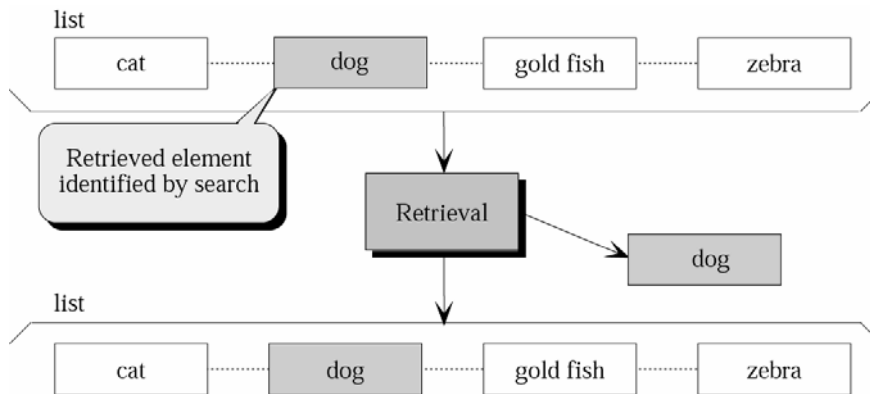 list
cat
dog
gold fish
zebra
Retrieved element
identified by search
Retrieval
dog
list
cat
dog
gold fish
zebra